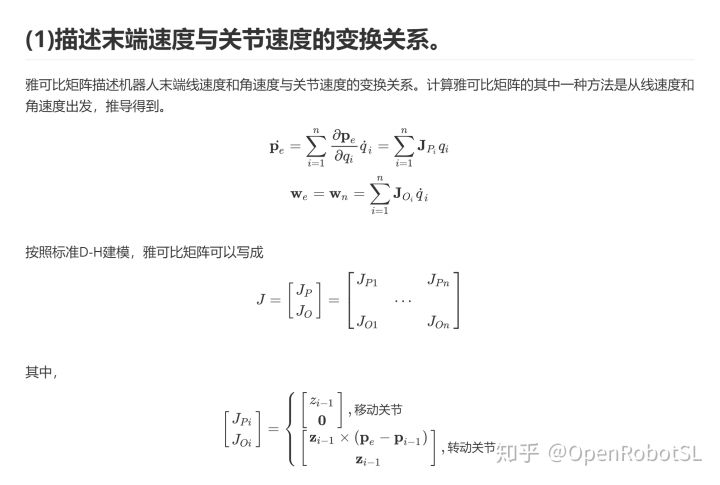 (1)描述末端速度与关节速度的变换关系。
雅可比矩阵描述机器人末端线速度和角速度与关节速度的变换关系。计算雅可比矩阵的其中一种方法是从线速度和
角速度出发，推导得到。
$\dot{\mathbf{p}_e} = \sum_{i=1}^{n} \frac{\partial \mathbf{p}_e}{\partial q_i} \dot{q}_i = \sum_{i=1}^{n} \mathbf{J}_{P_i} q_i$
$\mathbf{w}_e = \mathbf{w}_n = \sum_{i=1}^{n} \mathbf{J}_{O_i} \dot{q}_i$
按照标准D-H建模，雅可比矩阵可以写成
$J = \begin{bmatrix} J_P \\ J_O \end{bmatrix} = \begin{bmatrix} J_{P1} & & J_{Pn} \\ & \cdots & \\ J_{O1} & & J_{On} \end{bmatrix}$
其中，
$\begin{bmatrix} J_{Pi} \\ J_{Oi} \end{bmatrix} = \begin{cases} \begin{bmatrix} z_{i-1} \\ \mathbf{0} \end{bmatrix}, 移动关节 \\ \begin{bmatrix} \mathbf{z}_{i-1} \times (\mathbf{p}_e - \mathbf{p}_{i-1}) \\ \mathbf{z}_{i-1} \end{bmatrix}, 转动关节 \end{cases}$
知乎 @OpenRobotSL